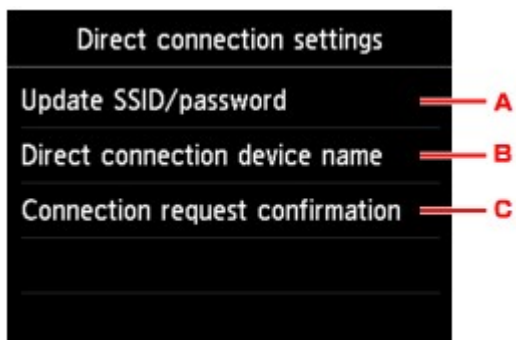 Direct connection settings
Update SSID/password A
Direct connection device name B
Connection request confirmation C